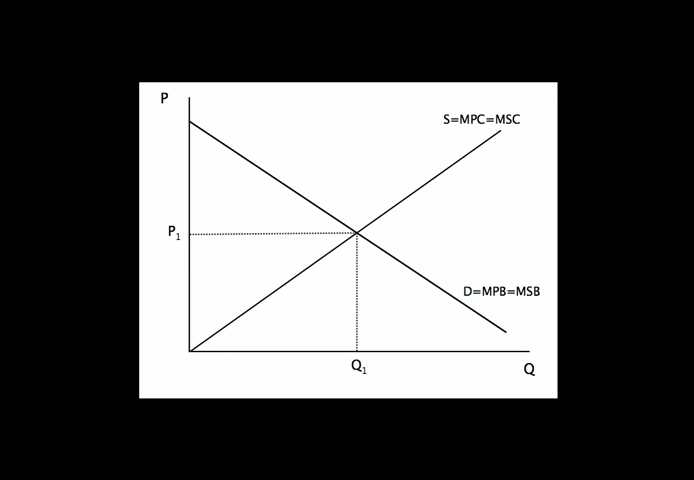 P
S=MPC=MSC
P₁
D=MPB=MSB
Q₁
Q